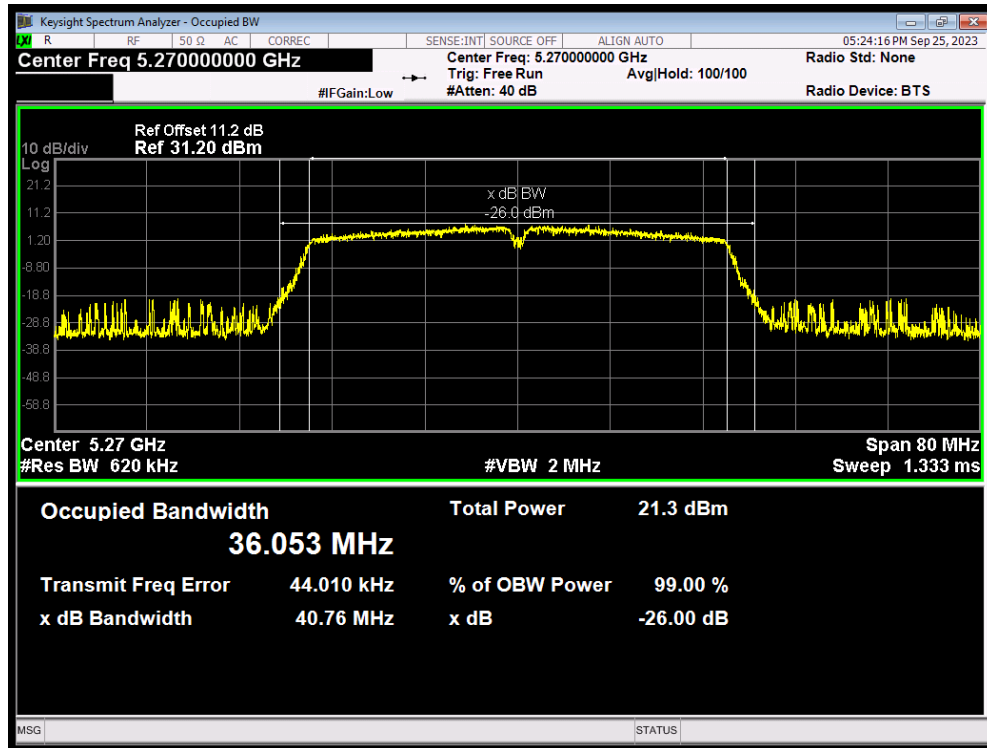 Keysight Spectrum Analyzer - Occupied BW
LXI R RF 50 Ω AC CORREC SENSE:INT SOURCE OFF ALIGN AUTO 05:24:16 PM Sep 25, 2023
Center Freq 5.270000000 GHz Center Freq: 5.270000000 GHz Radio Std: None
Trig: Free Run Avg|Hold: 100/100
#IFGain:Low #Atten: 40 dB Radio Device: BTS
Ref Offset 11.2 dB
10 dB/div Ref 31.20 dBm
Log
21.2
x dB BW
11.2 -26.0 dBm
1.20
-8.80
-18.8
-28.8
-38.8
-48.8
-58.8
Center 5.27 GHz Span 80 MHz
#Res BW 620 kHz #VBW 2 MHz Sweep 1.333 ms
Occupied Bandwidth Total Power 21.3 dBm
36.053 MHz
Transmit Freq Error 44.010 kHz % of OBW Power 99.00 %
x dB Bandwidth 40.76 MHz x dB -26.00 dB
MSG STATUS